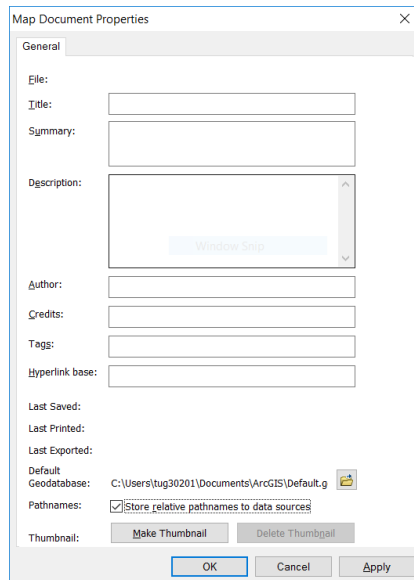 Map Document Properties
General
File:
Title:
Summary:
Description:
Window Snip
Author:
Credits:
Tags:
Hyperlink base:
Last Saved:
Last Printed:
Last Exported:
Default
Geodatabase: C:\Users\tug30201\Documents\ArcGIS\Default.g
Pathnames: Store relative pathnames to data sources
Thumbnail: Make Thumbnail Delete Thumbnail
OK Cancel Apply